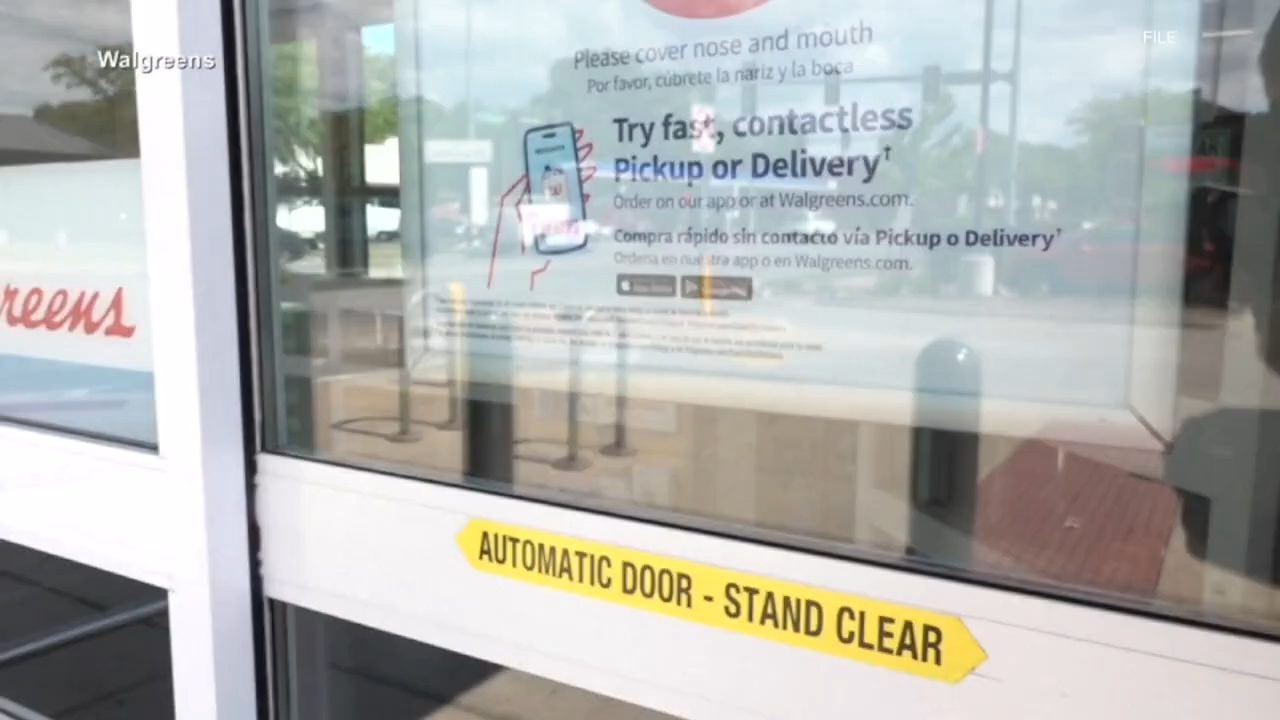 Walgreens
FILE
Please cover nose and mouth
Por favor, cúbrete la nariz y la boca
Try fast, contactless
Pickup or Delivery†
Order on our app or at Walgreens.com.
Compra rápido sin contacto vía Pickup o Delivery†
Ordena en nuestra app o en Walgreens.com.
reens
AUTOMATIC DOOR - STAND CLEAR